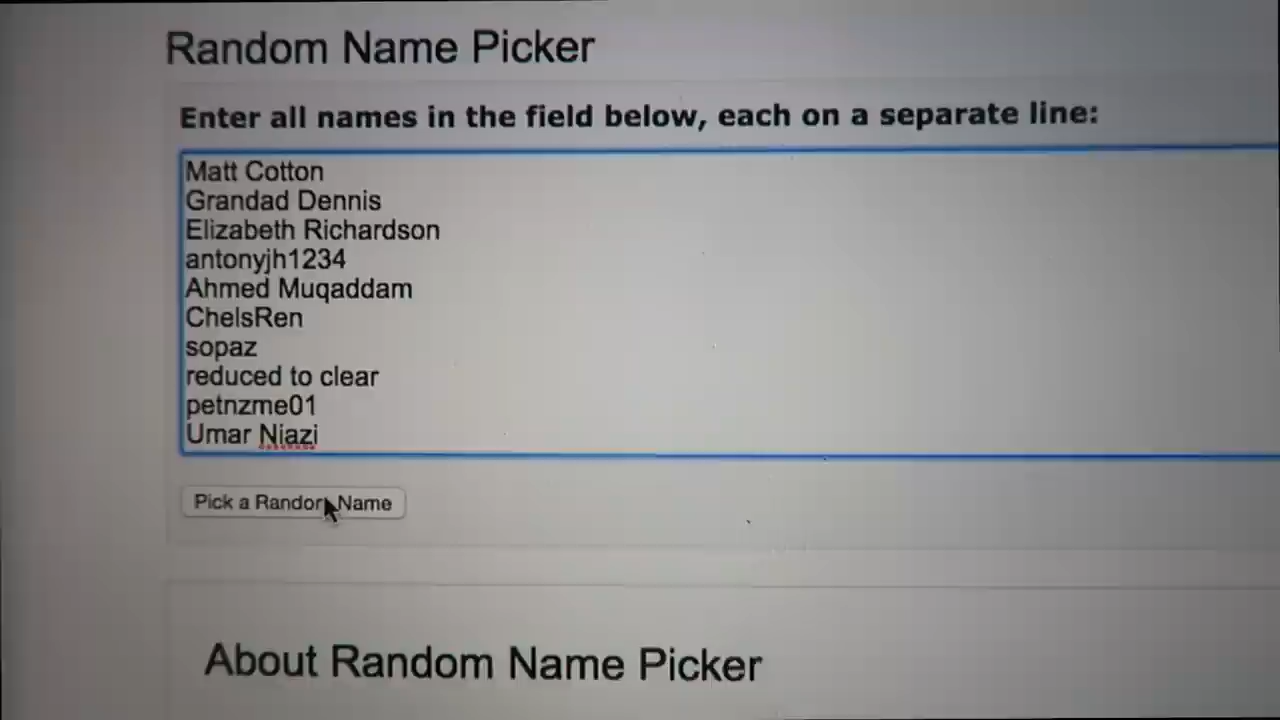 Random Name Picker
Enter all names in the field below, each on a separate line:
Matt Cotton
Grandad Dennis
Elizabeth Richardson
antonyjh1234
Ahmed Muqaddam
ChelsRen
sopaz
reduced to clear
petnzme01
Umar Niazi
Pick a Random Name
About Random Name Picker